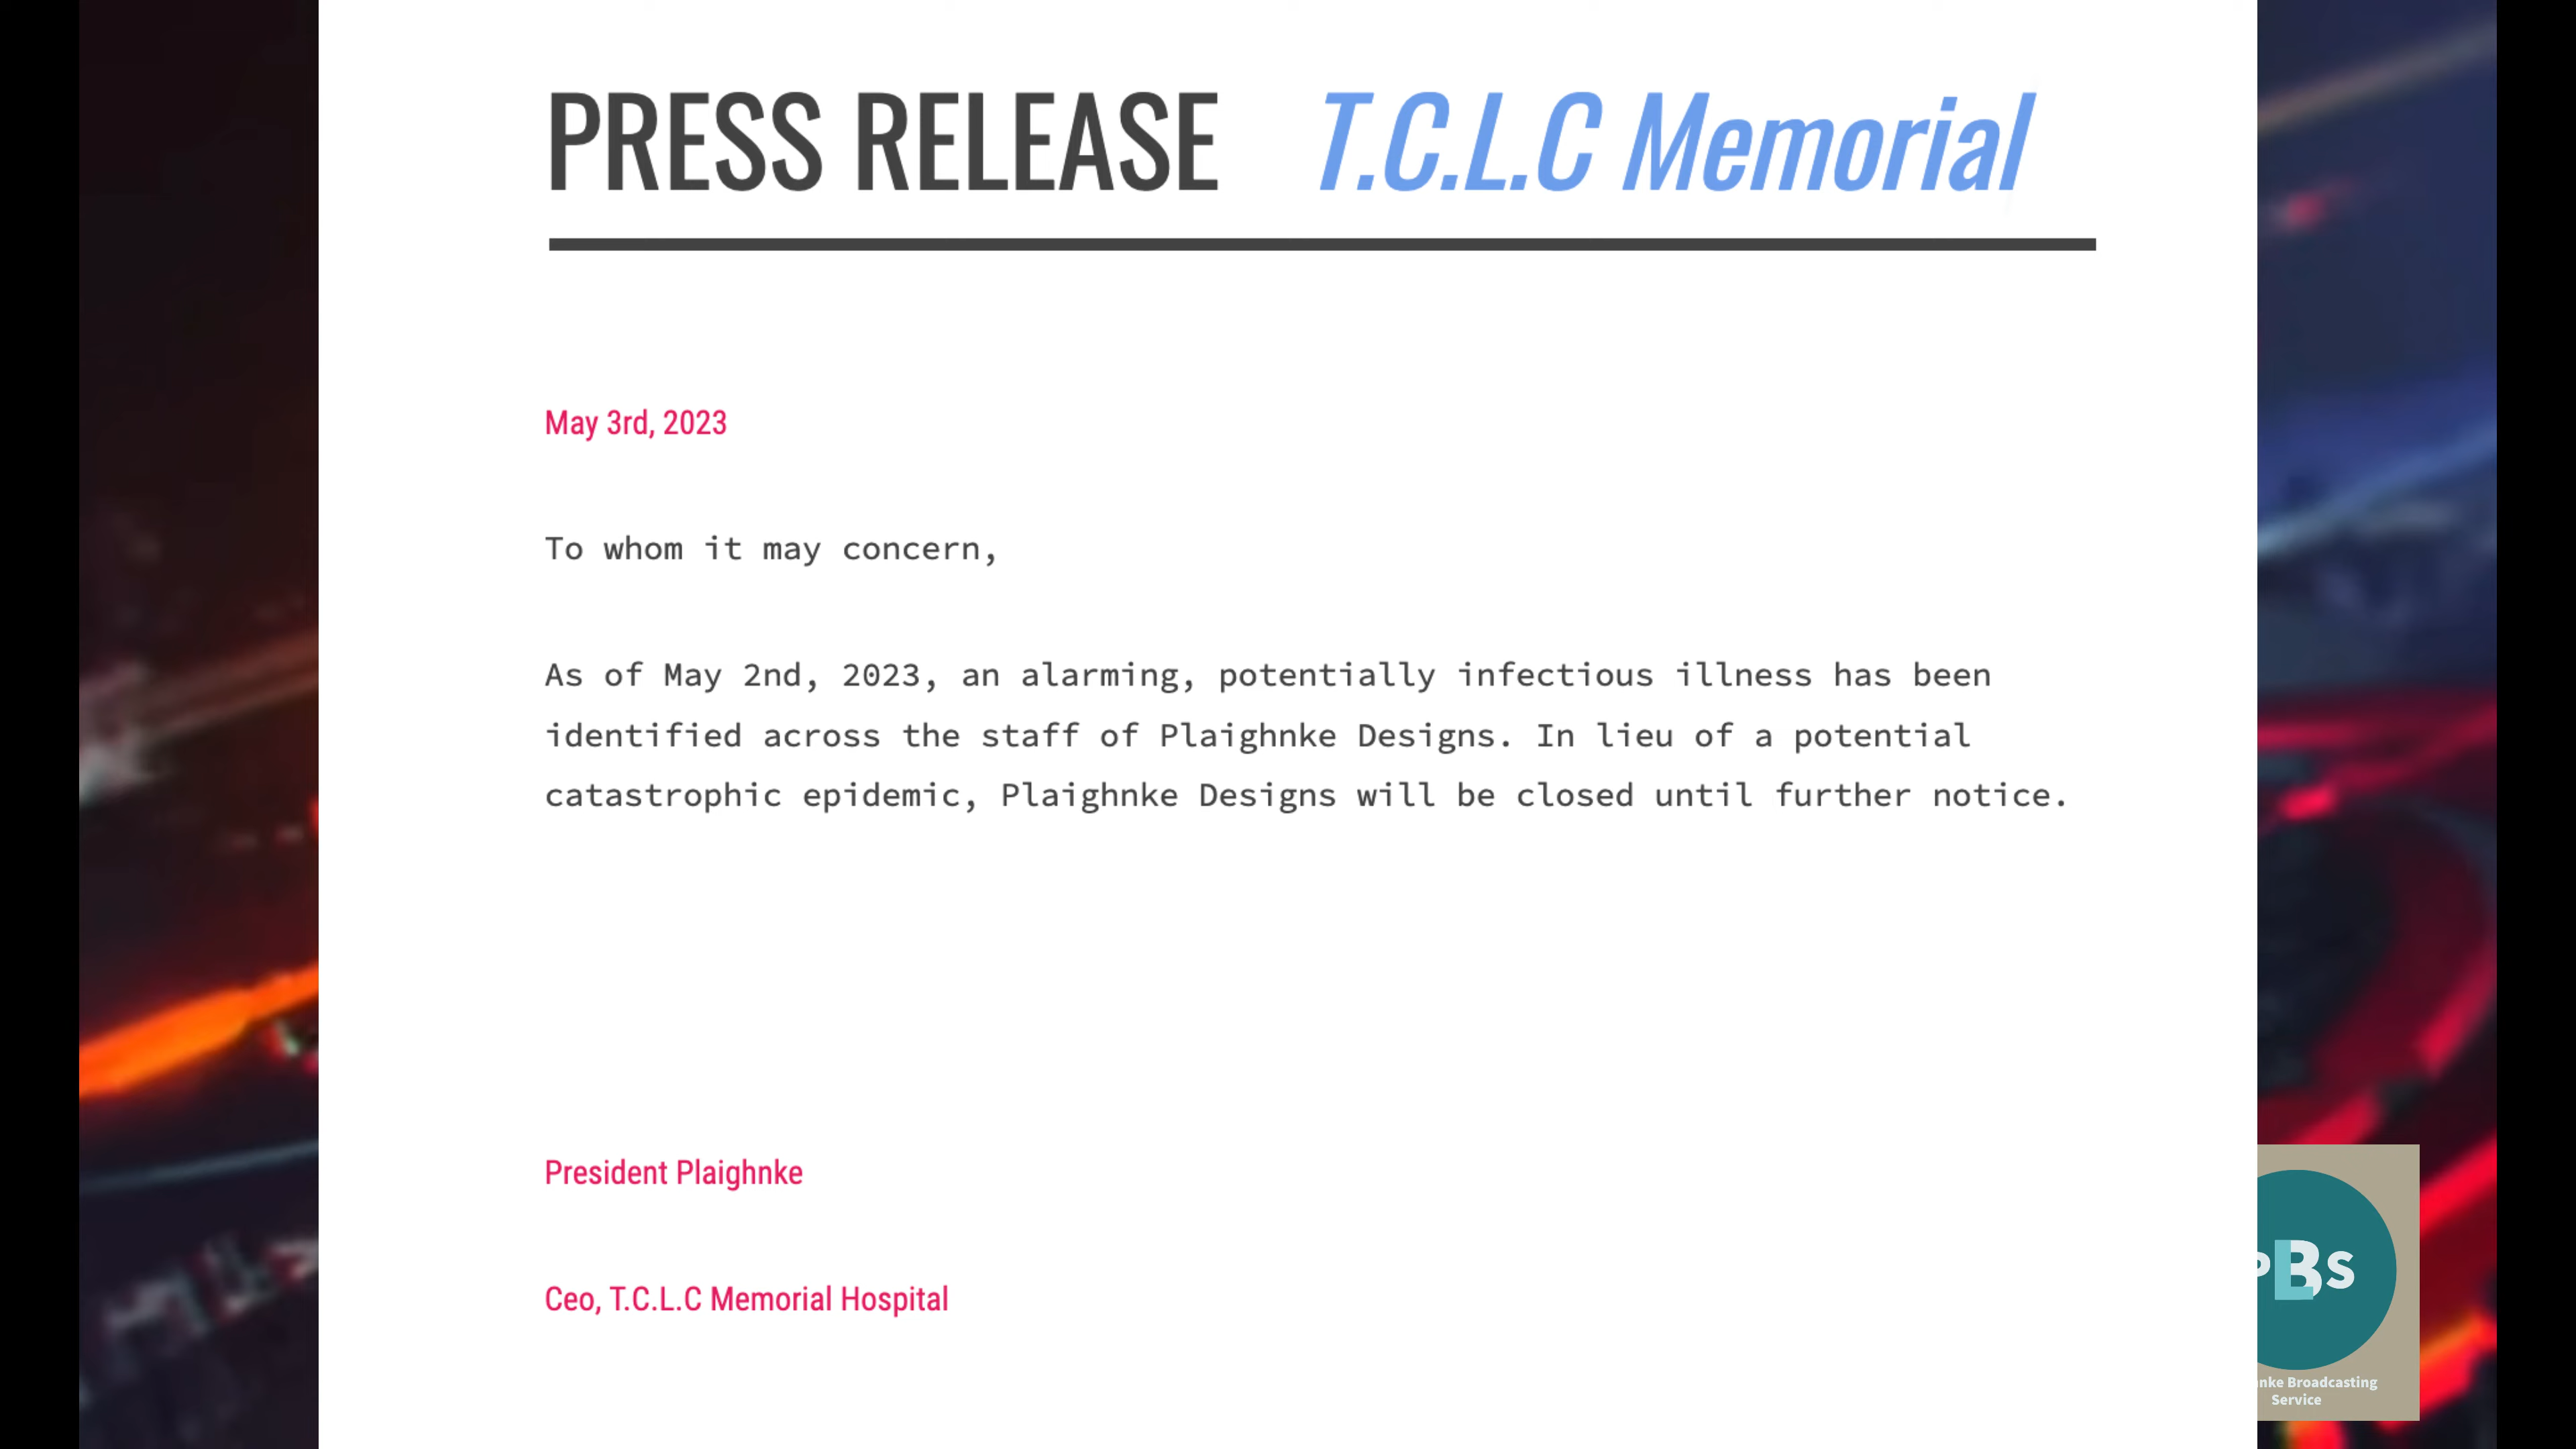 PRESS RELEASE T.C.L.C Memorial
May 3rd, 2023
To whom it may concern,
As of May 2nd, 2023, an alarming, potentially infectious illness has been
identified across the staff of Plaighnke Designs. In lieu of a potential
catastrophic epidemic, Plaighnke Designs will be closed until further notice.
President Plaighnke
Ceo, T.C.L.C Memorial Hospital
PBS
Broadcasting
Service